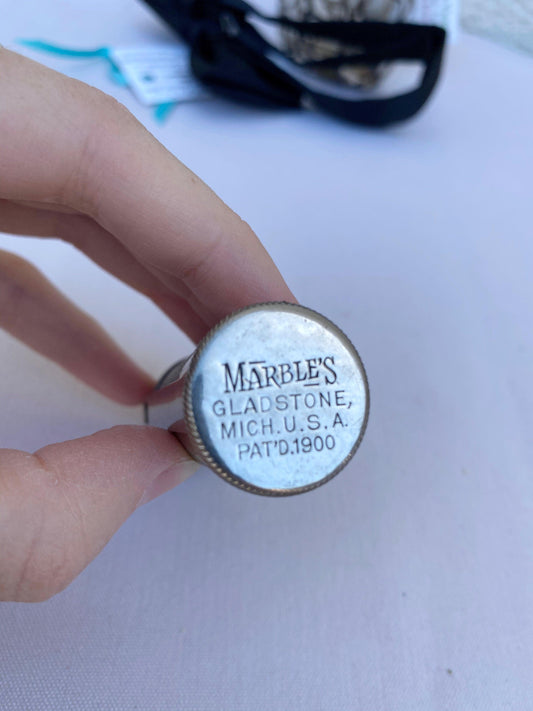 MARBLE'S
GLADSTONE,
MICH. U.S.A.
PAT'D. 1900